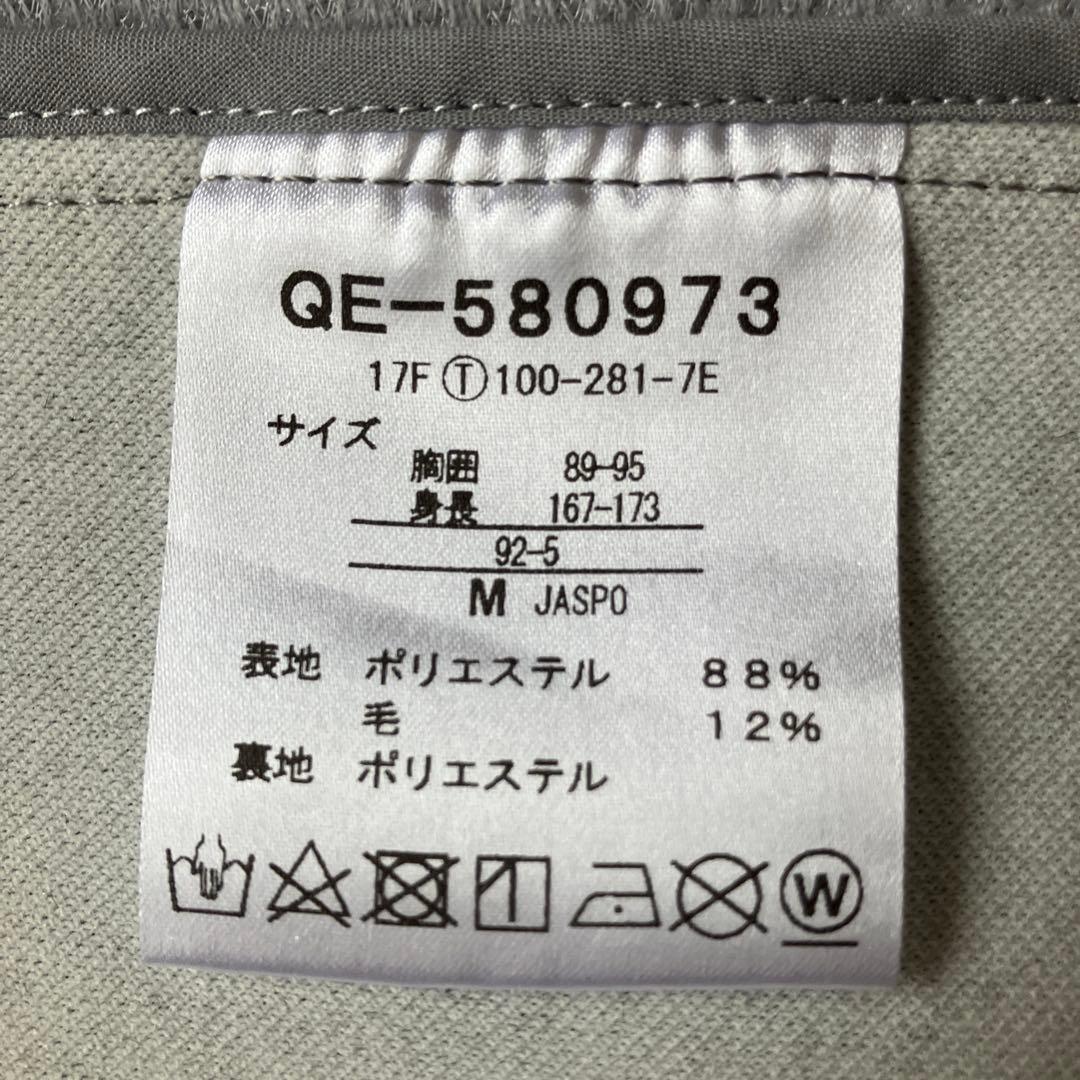 QE-580973
17F Ⓣ 100-281-7E
サイズ
胸囲 89-95
身長 167-173
92-5
M JASPO
表地 ポリエステル 88%
毛 12%
裏地 ポリエステル
W